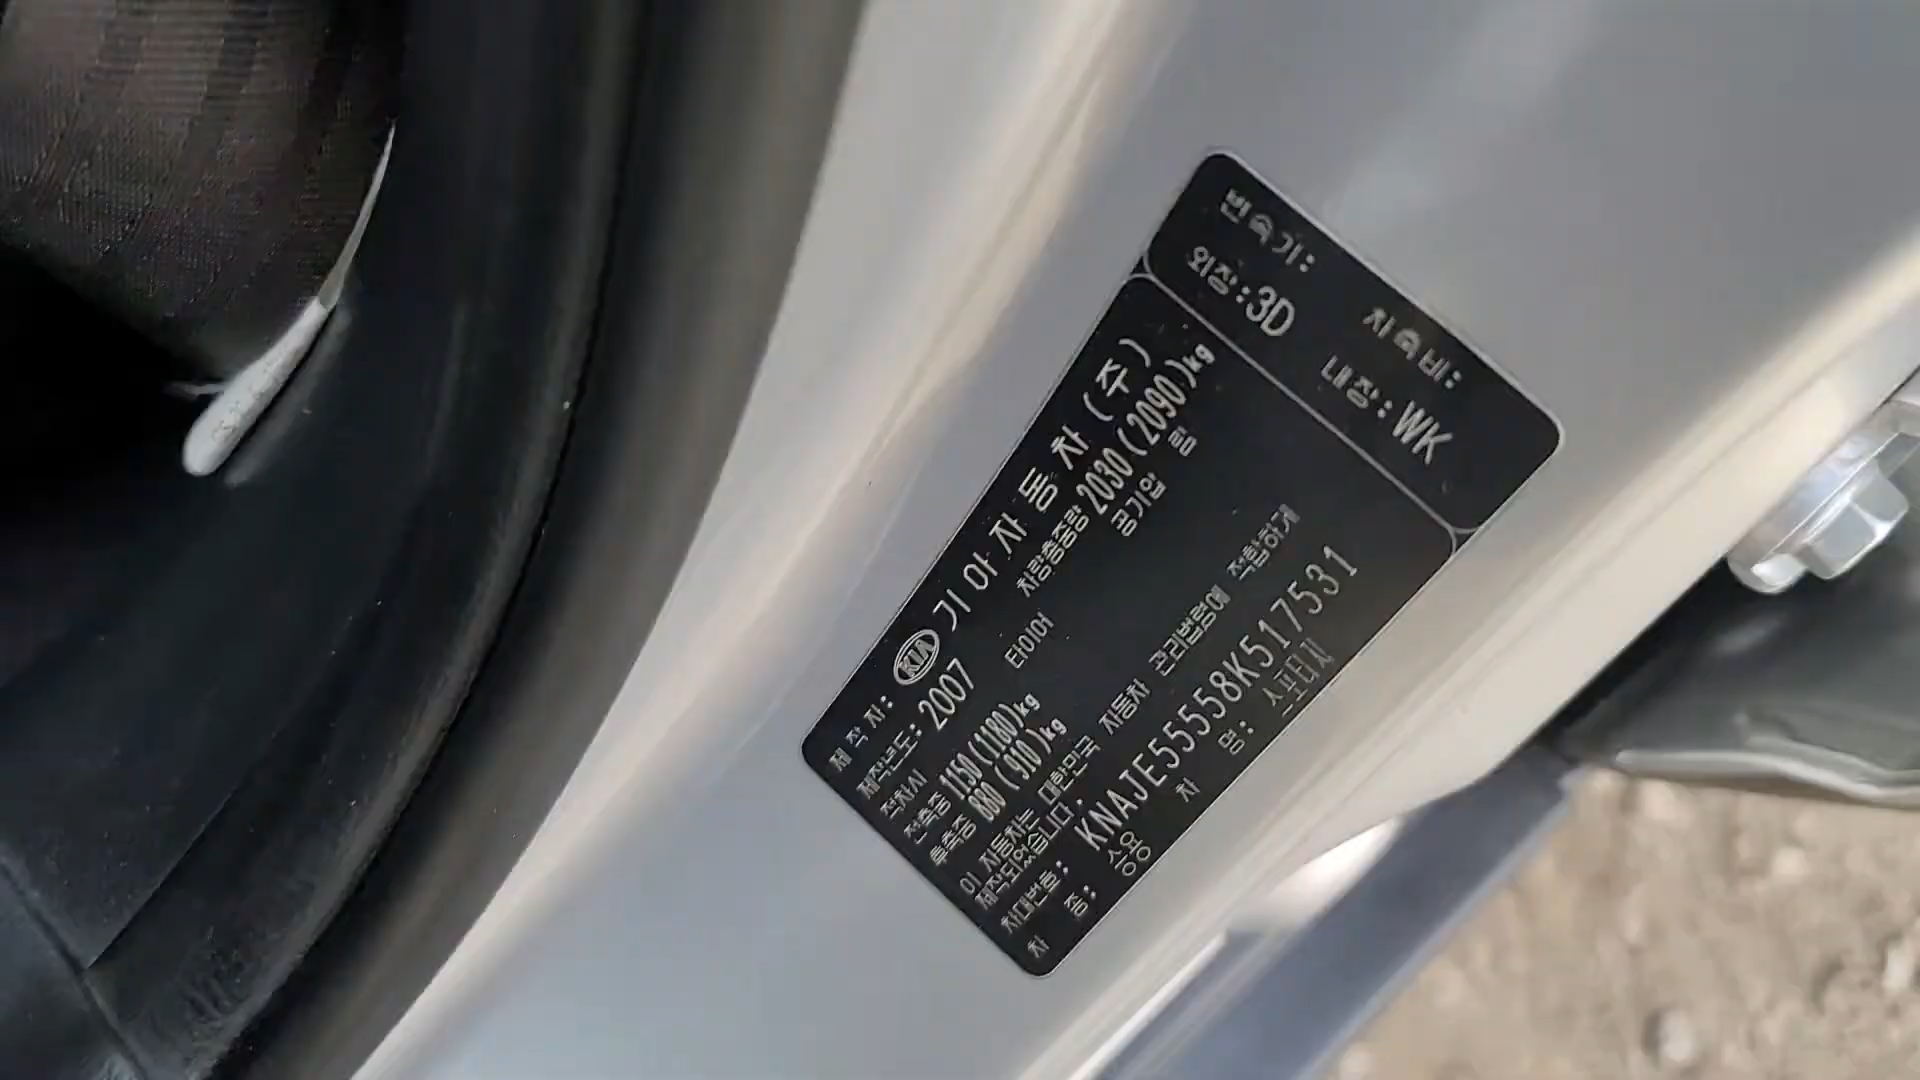 제 작 자: KIA 기 아 자 동 차 (주)
제작년도: 2007 차량총중량 2030(2090)kg
적차시 타이어 공기압 림
전축중 1150(1180)kg
후축중 880(910)kg
이 자동차는 대한민국 자동차 관리법령에 적합하게
제작되었습니다.
차대번호: KNAJE55558K517531
차 종: 승용 차 명: 스포티지
외장:3D 내장:WK
변속기: 치속비: